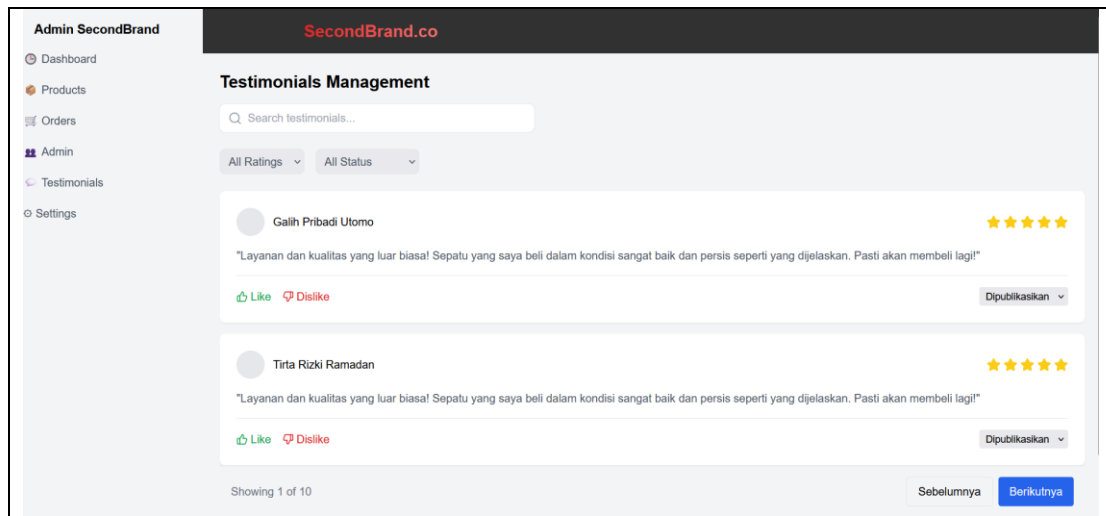 Admin SecondBrand
SecondBrand.co
Dashboard
Products
Orders
Admin
Testimonials
Settings
Testimonials Management
Search testimonials...
All Ratings
All Status
Galih Pribadi Utomo
"Layanan dan kualitas yang luar biasa! Sepatu yang saya beli dalam kondisi sangat baik dan persis seperti yang dijelaskan. Pasti akan membeli lagi!"
Like
Dislike
Dipublikasikan
Tirta Rizki Ramadan
"Layanan dan kualitas yang luar biasa! Sepatu yang saya beli dalam kondisi sangat baik dan persis seperti yang dijelaskan. Pasti akan membeli lagi!"
Like
Dislike
Dipublikasikan
Showing 1 of 10
Sebelumnya
Berikutnya